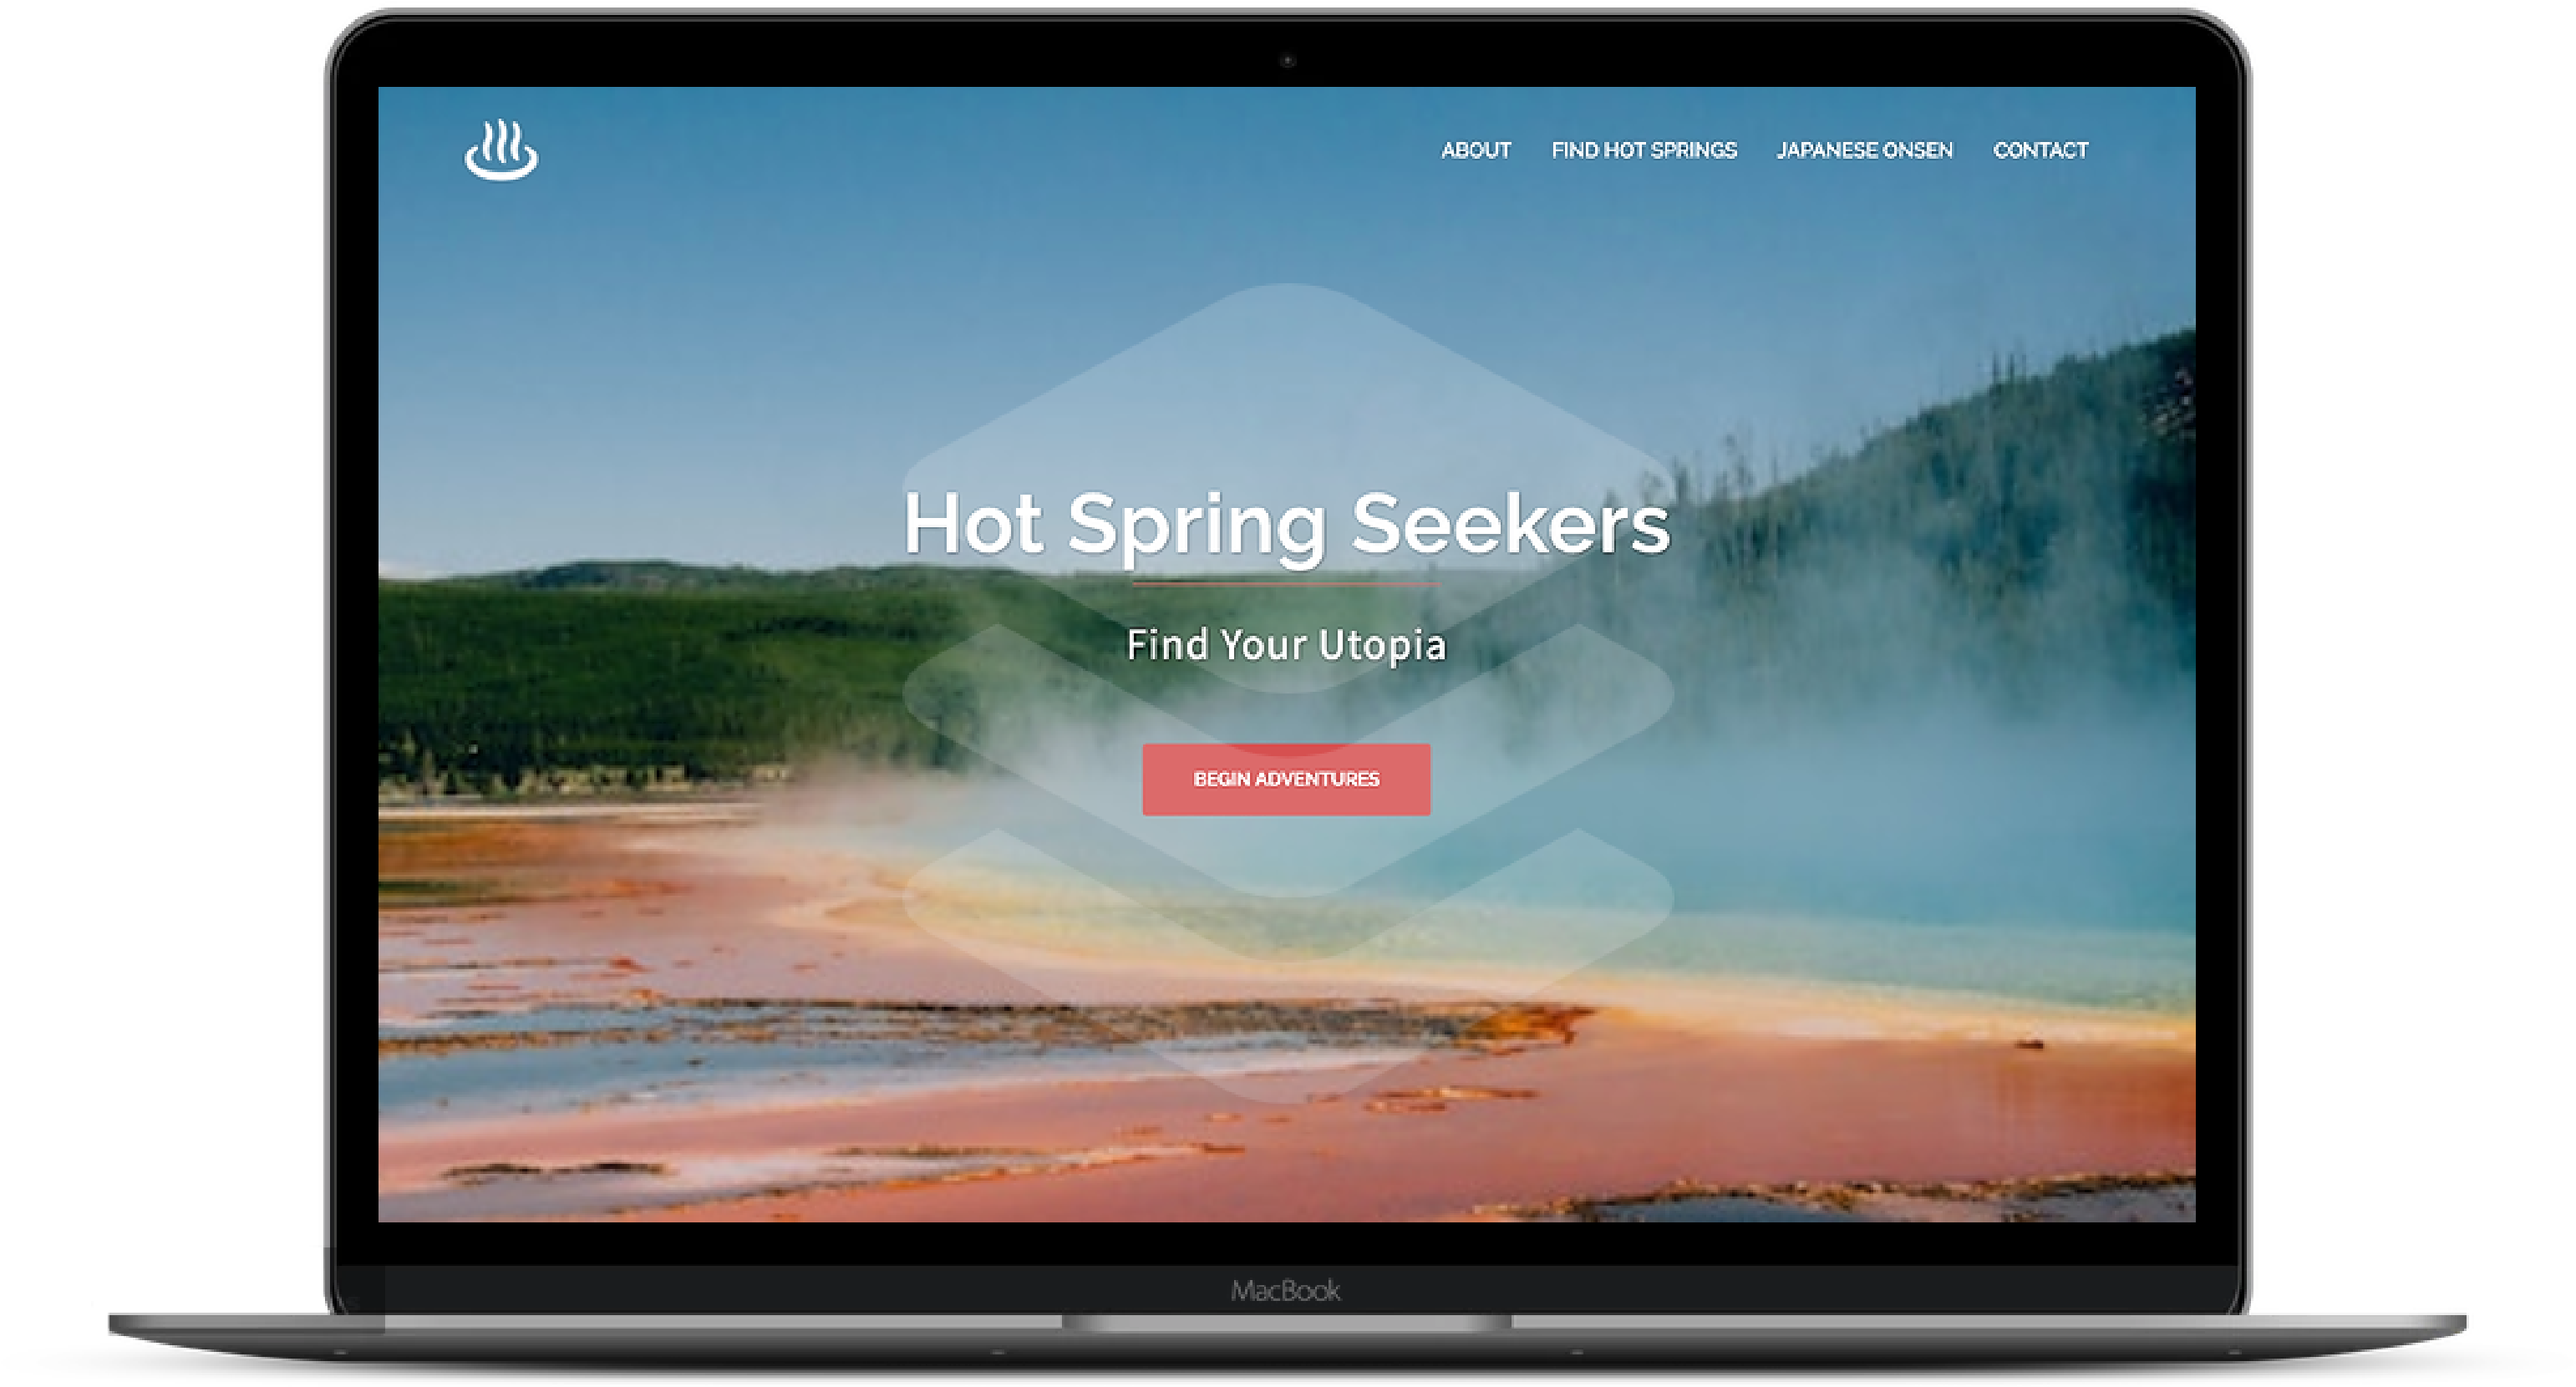 ABOUT FIND HOT SPRINGS JAPANESE ONSEN CONTACT
Hot Spring Seekers
Find Your Utopia
BEGIN ADVENTURES
MacBook